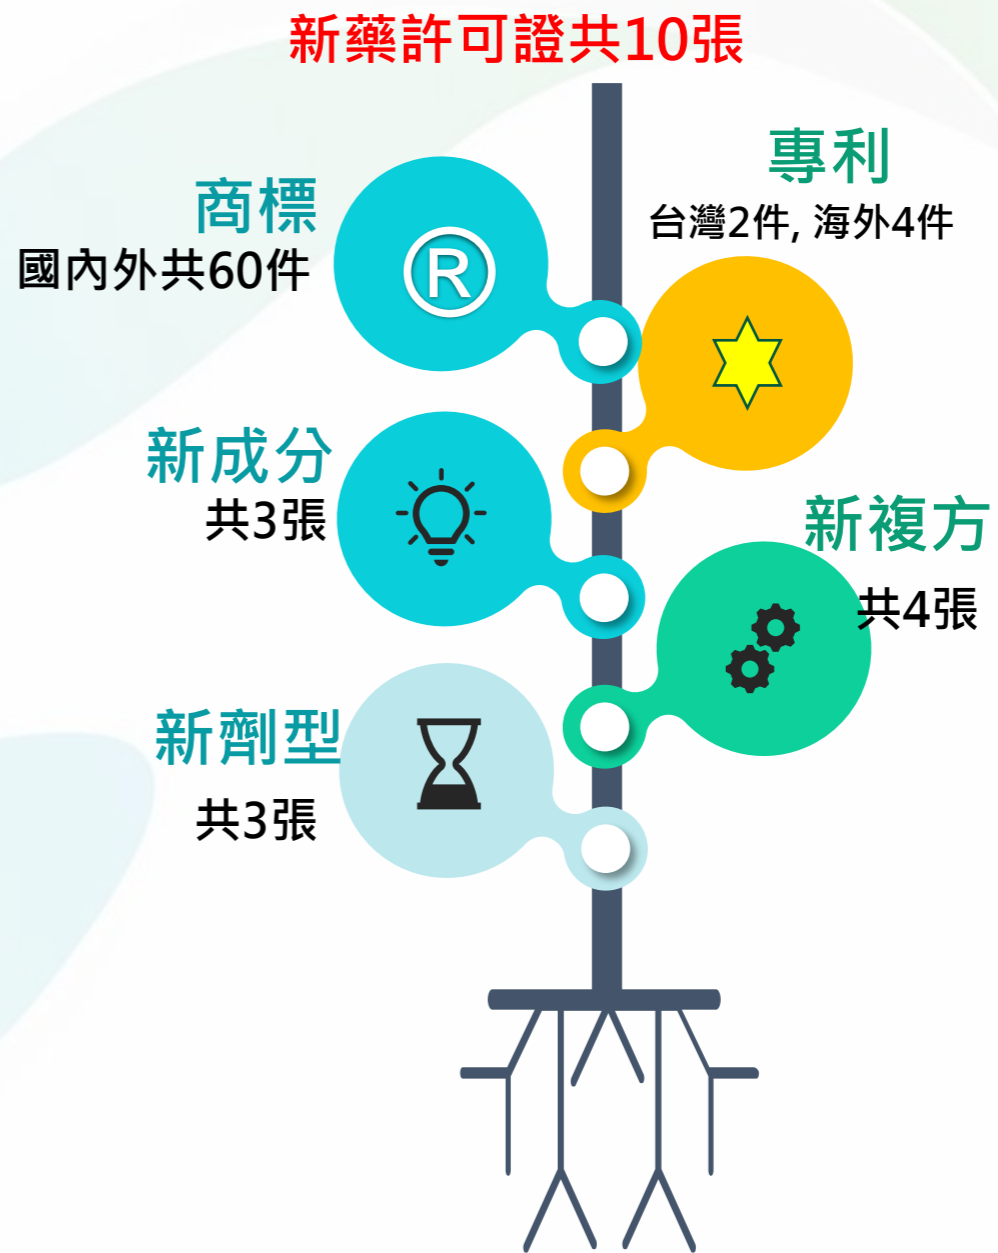 新藥許可證共10張
專利
台灣2件, 海外4件
商標
國內外共60件
®
新成分
共3張
新複方
共4張
新劑型
共3張